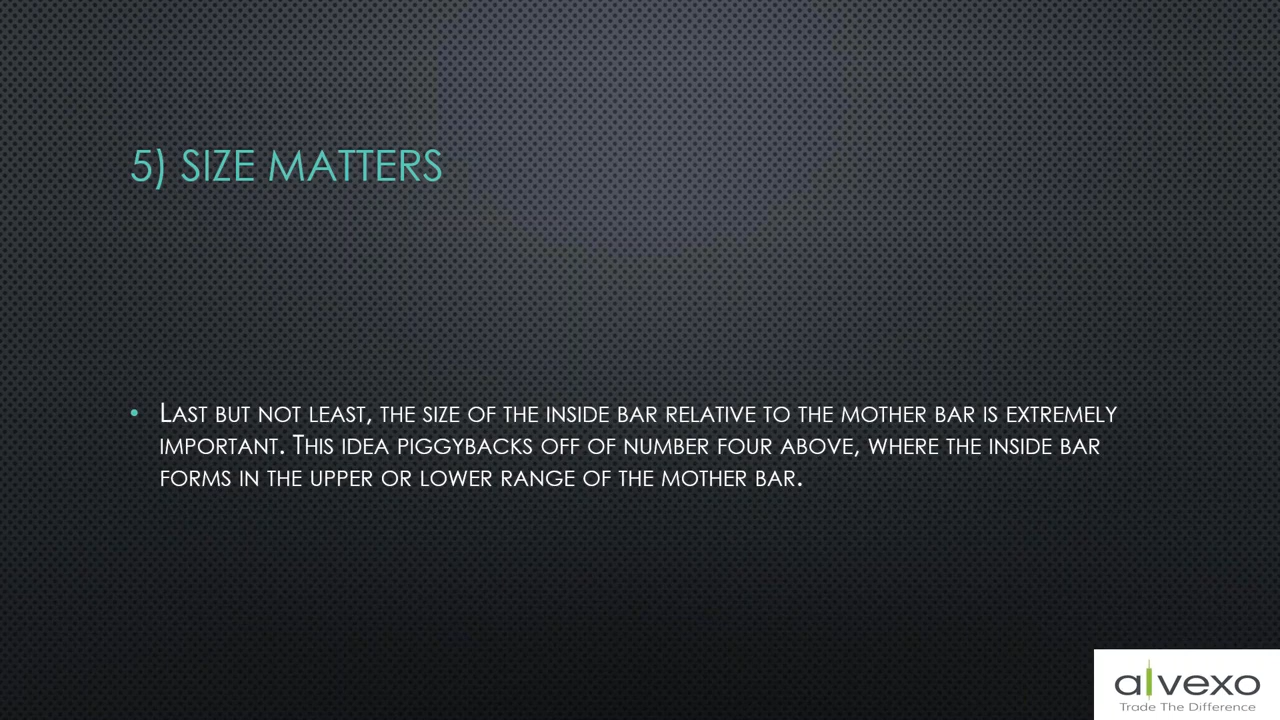 5) SIZE MATTERS
• LAST BUT NOT LEAST, THE SIZE OF THE INSIDE BAR RELATIVE TO THE MOTHER BAR IS EXTREMELY
IMPORTANT. THIS IDEA PIGGYBACKS OFF OF NUMBER FOUR ABOVE, WHERE THE INSIDE BAR
FORMS IN THE UPPER OR LOWER RANGE OF THE MOTHER BAR.
alvexo
Trade The Difference